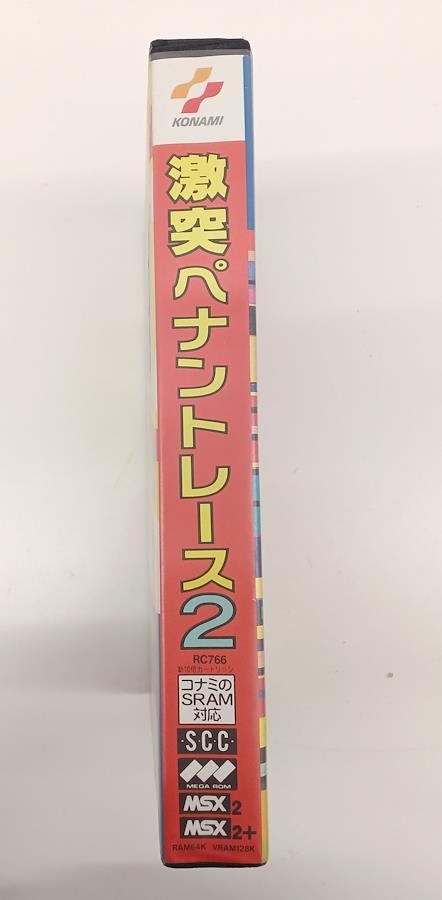 KONAMI
激突ペナントレース2
RC766
新10倍カートリッジ
コナミの
SRAM
対応
·S·C·C·
MEGA ROM
MSX 2
MSX 2+
RAM64K VRAM128K